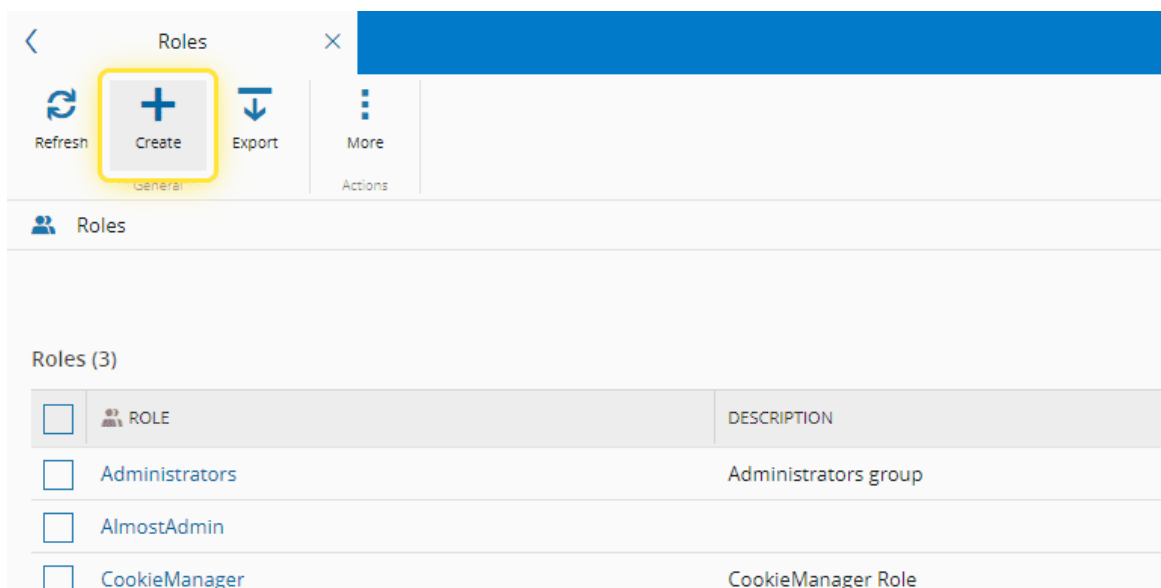 Roles
Refresh Create Export More
General Actions
Roles
Roles (3)
ROLE DESCRIPTION
Administrators Administrators group
AlmostAdmin
CookieManager CookieManager Role